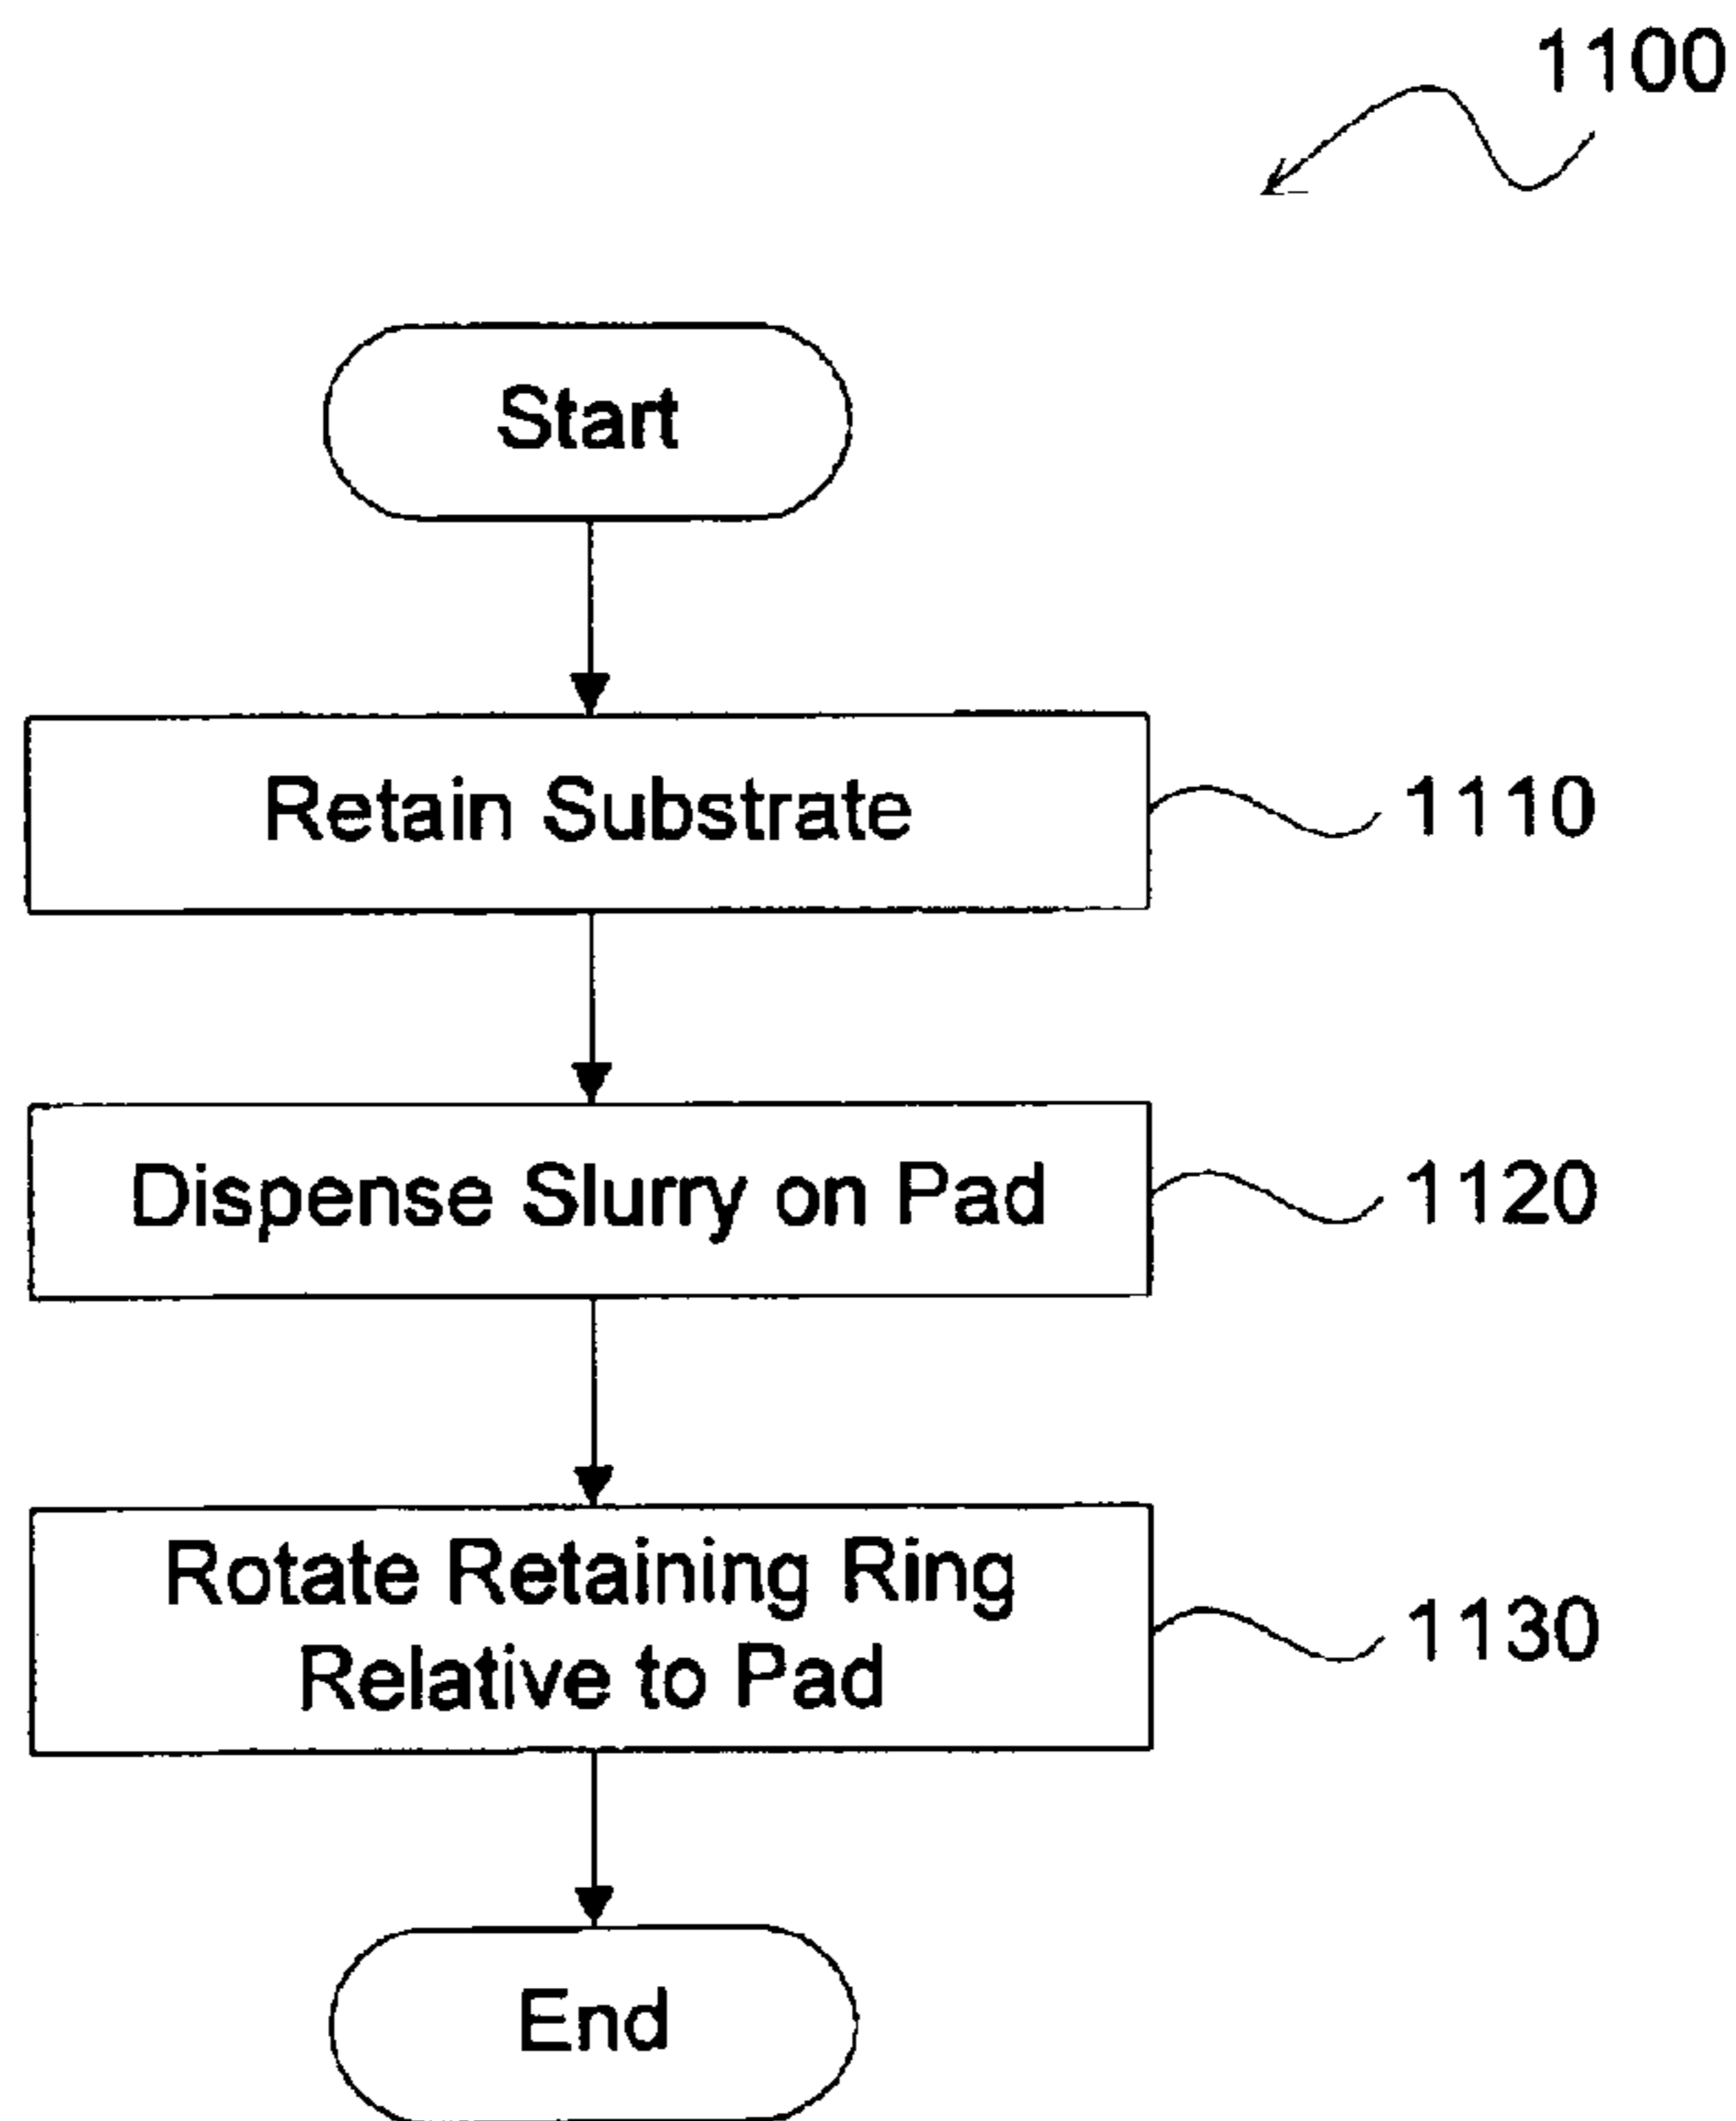 1100
Start
Retain Substrate
1110
Dispense Slurry on Pad
1120
Rotate Retaining Ring
Relative to Pad
1130
End